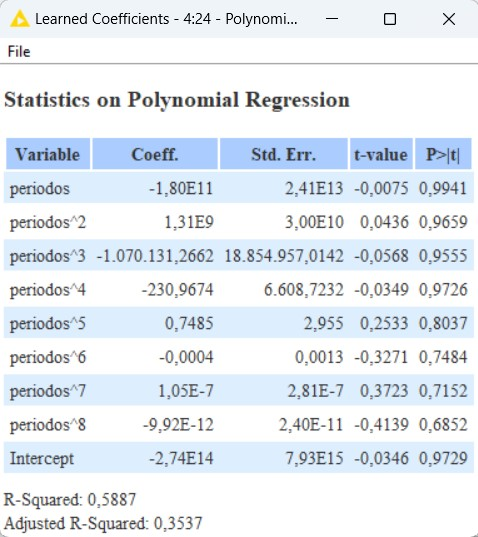 Learned Coefficients - 4:24 - Polynomi...
File
Statistics on Polynomial Regression
Variable Coeff. Std. Err. t-value P>|t|
periodos -1,80E11 2,41E13 -0,0075 0,9941
periodos^2 1,31E9 3,00E10 0,0436 0,9659
periodos^3 -1.070.131,2662 18.854.957,0142 -0,0568 0,9555
periodos^4 -230,9674 6.608,7232 -0,0349 0,9726
periodos^5 0,7485 2,955 0,2533 0,8037
periodos^6 -0,0004 0,0013 -0,3271 0,7484
periodos^7 1,05E-7 2,81E-7 0,3723 0,7152
periodos^8 -9,92E-12 2,40E-11 -0,4139 0,6852
Intercept -2,74E14 7,93E15 -0,0346 0,9729
R-Squared: 0,5887
Adjusted R-Squared: 0,3537